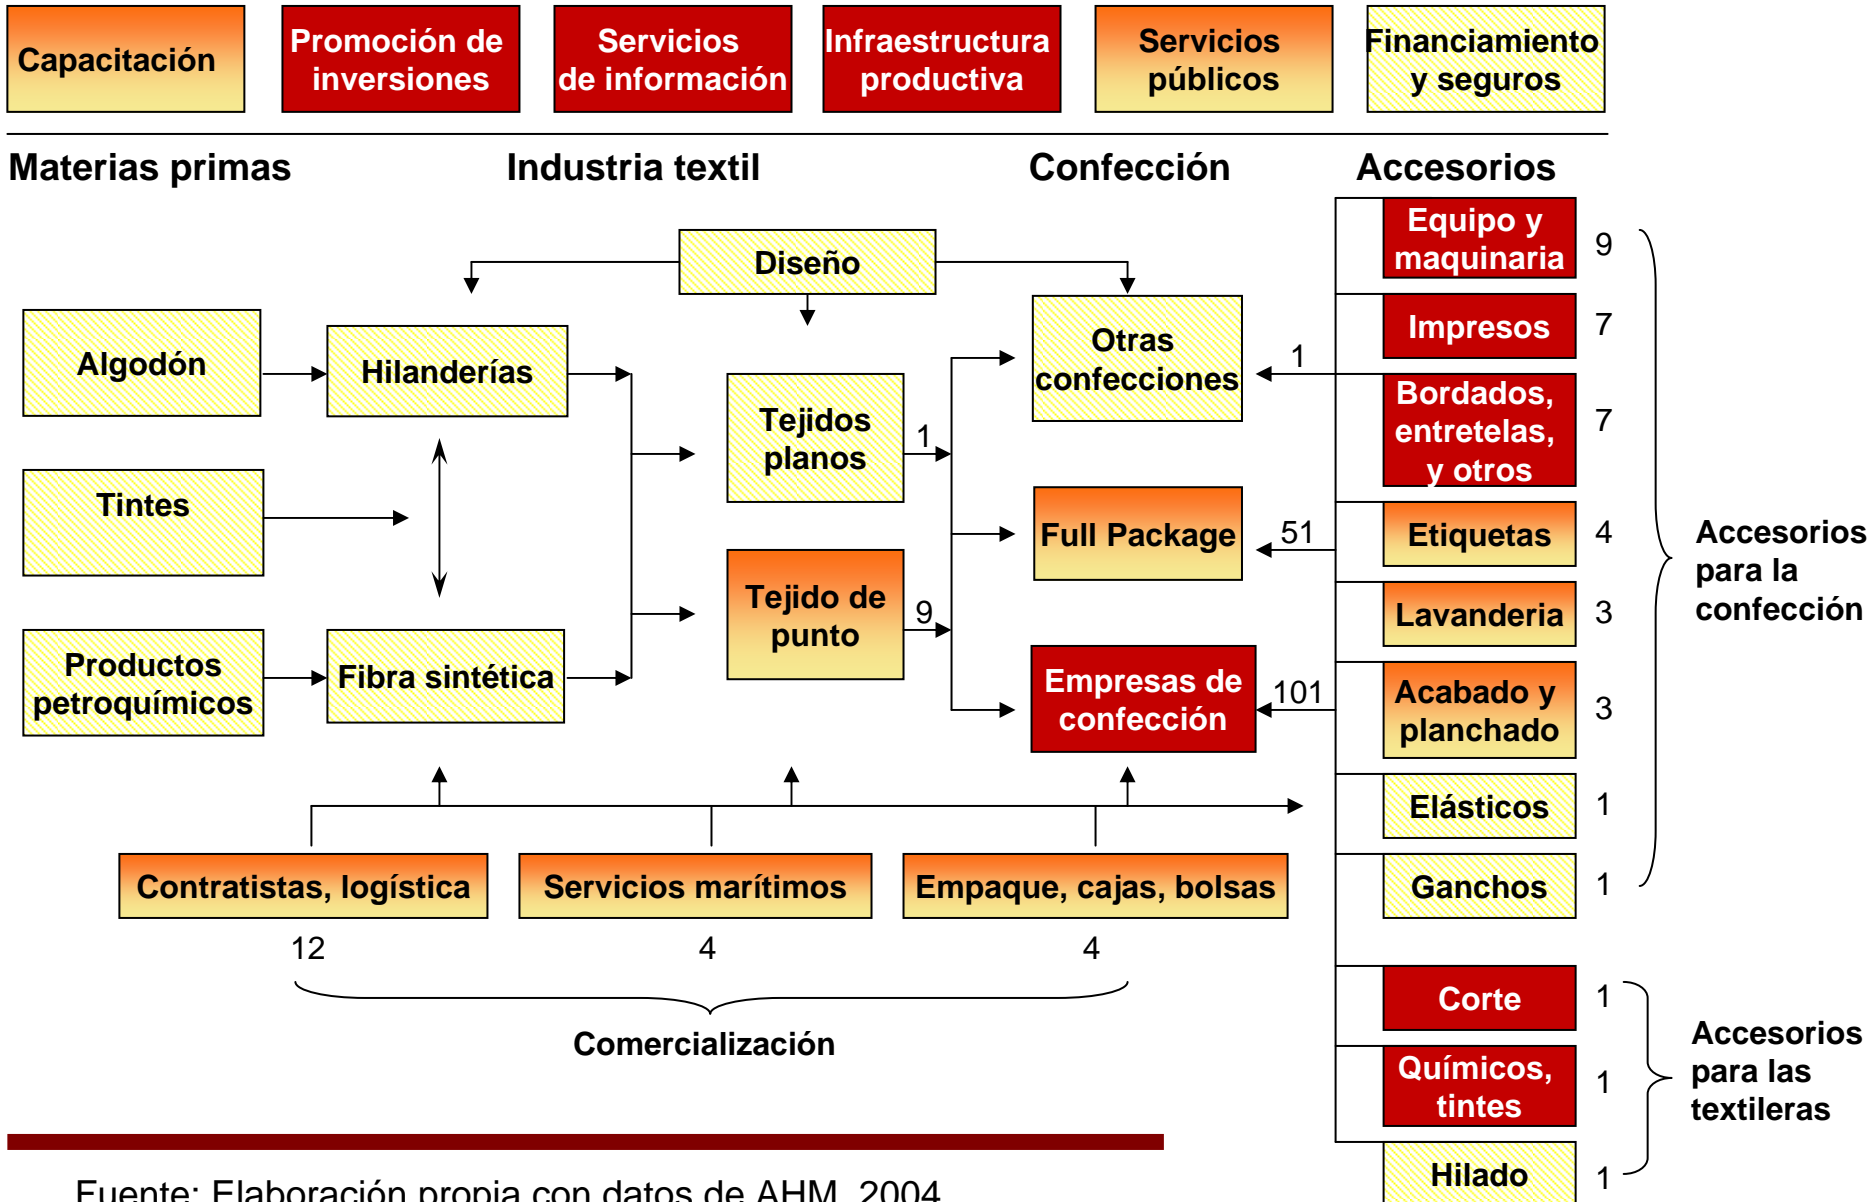 Capacitación
Promoción de
inversiones
Servicios
de información
Infraestructura
productiva
Servicios
públicos
Financiamiento
y seguros
Materias primas
Industria textil
Confección
Accesorios
Diseño
Algodón
Hilanderías
Tintes
Productos
petroquímicos
Fibra sintética
Tejidos
planos
1
Tejido de
punto
9
Otras
confecciones
1
Full Package
51
Empresas de
confección
101
Equipo y
maquinaria
9
Impresos
7
Bordados,
entretelas,
y otros
7
Etiquetas
4
Lavanderia
3
Acabado y
planchado
3
Elásticos
1
Ganchos
1
Accesorios
para la
confección
Corte
1
Químicos,
tintes
1
Hilado
1
Accesorios
para las
textileras
Contratistas, logística
12
Servicios marítimos
4
Empaque, cajas, bolsas
4
Comercialización
Fuente: Elaboración propia con datos de AHM, 2004